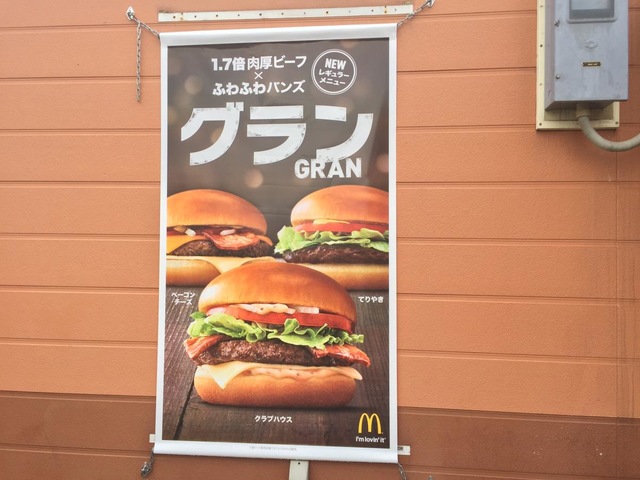 1.7倍 肉厚ビーフ
×
ふわふわバンズ
NEW
レギュラー
メニュー
グラン
GRAN
ベーコン
チーズ
てりやき
クラブハウス
i'm lovin' it